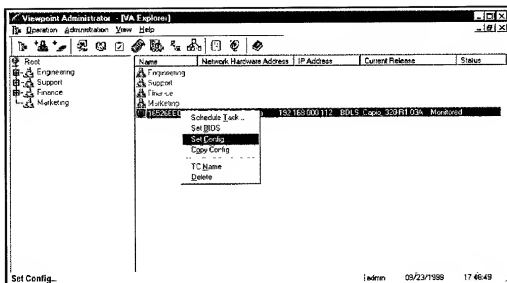 Viewpoint Administrator - [VA Explorer]
Operation Administration View Help
Root
Engineering
Support
Finance
Marketing
Name Network Hardware Address IP Address Current Release Status
Engineering
Support
Finance
Marketing
192.168.000.112 BDLS_Capio_320 R1.03A Monitored
Schedule Task...
Set BIOS
Set Config
Copy Config
TC Name
Delete
Set Config... admin 09/23/1999 17:46:49